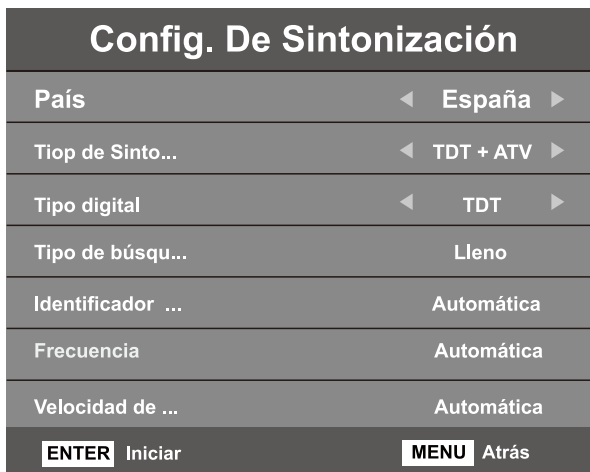 Config. De Sintonización
País España
Tiop de Sinto... TDT + ATV
Tipo digital TDT
Tipo de búsqu... Lleno
Identificador ... Automática
Frecuencia Automática
Velocidad de ... Automática
ENTER Iniciar MENU Atrás